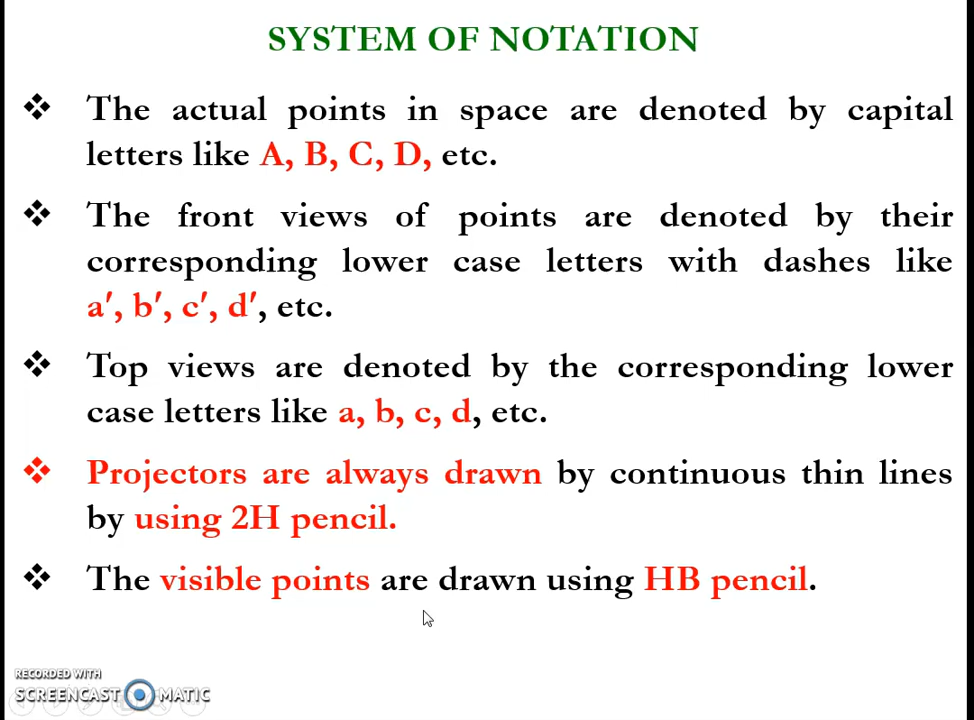 SYSTEM OF NOTATION
❖ The actual points in space are denoted by capital
letters like A, B, C, D, etc.
❖ The front views of points are denoted by their
corresponding lower case letters with dashes like
a′, b′, c′, d′, etc.
❖ Top views are denoted by the corresponding lower
case letters like a, b, c, d, etc.
❖ Projectors are always drawn by continuous thin lines
by using 2H pencil.
❖ The visible points are drawn using HB pencil.
RECORDED WITH
SCREENCAST MATIC